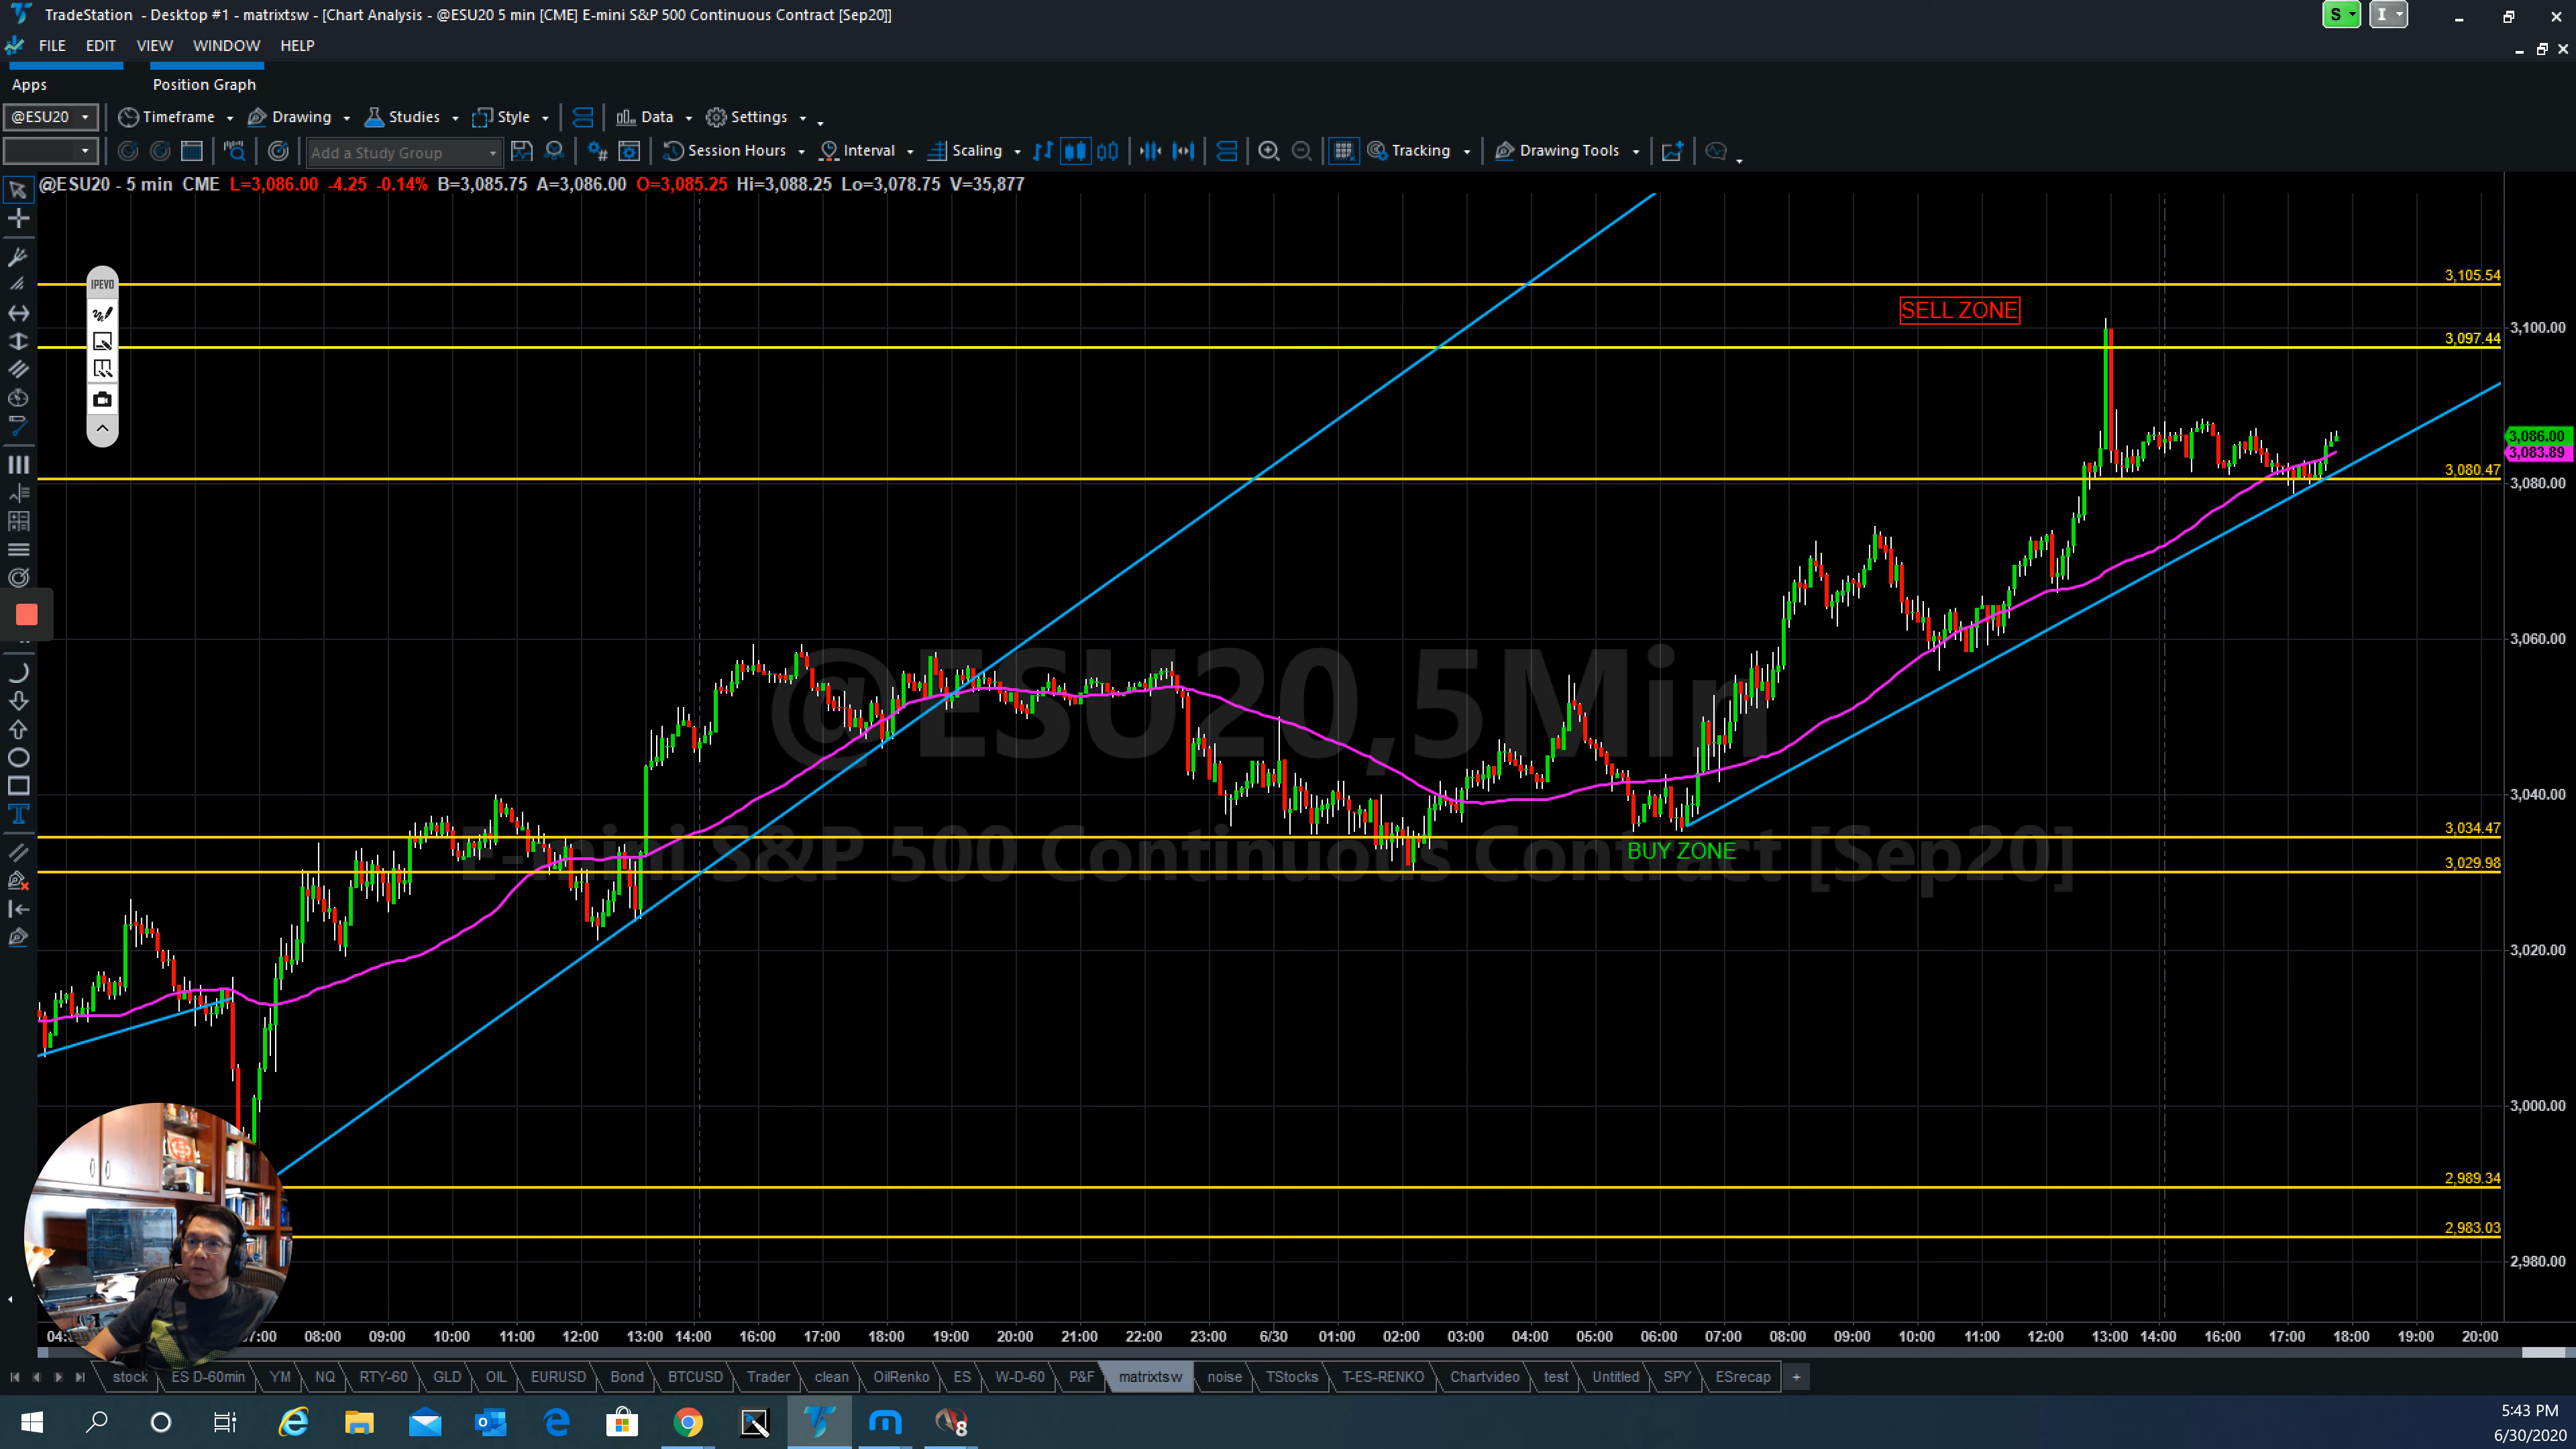 TradeStation - Desktop #1 - matrixtsw - [Chart Analysis - @ESU20 5 min [CME] E-mini S&P 500 Continuous Contract [Sep20]]
S I
FILE EDIT VIEW WINDOW HELP
Apps Position Graph
@ESU20 Timeframe Drawing Studies Style Data Settings
Add a Study Group Session Hours Interval Scaling Tracking Drawing Tools
@ESU20 - 5 min CME L=3,086.00 -4.25 -0.14% B=3,085.75 A=3,086.00 O=3,085.25 Hi=3,088.25 Lo=3,078.75 V=35,877
3,105.54
IPEVO
SELL ZONE
3,100.00
3,097.44
3,086.00
3,083.89
3,080.47
3,080.00
3,060.00
@ESU20,5Min
3,040.00
3,034.47
E-mini S&P 500 Continuous Contract [Sep20]
BUY ZONE
3,029.98
3,020.00
3,000.00
2,989.34
2,983.03
2,980.00
07:00 08:00 09:00 10:00 11:00 12:00 13:00 14:00 16:00 17:00 18:00 19:00 20:00 21:00 22:00 23:00 6/30 01:00 02:00 03:00 04:00 05:00 06:00 07:00 08:00 09:00 10:00 11:00 12:00 13:00 14:00 16:00 17:00 18:00 19:00 20:00
stock ES D-60min YM NQ RTY-60 GLD OIL EURUSD Bond BTCUSD Trader clean OilRenko ES W-D-60 P&F matrixtsw noise TStocks T-ES-RENKO Chartvideo test Untitled SPY ESrecap +
8
5:43 PM
6/30/2020